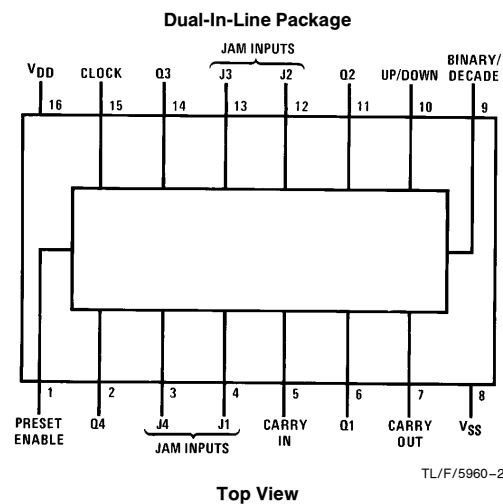 Dual-In-Line Package
JAM INPUTS
VDD CLOCK Q3 J3 J2 Q2 UP/DOWN BINARY/
DECADE
16 15 14 13 12 11 10 9
1 2 3 4 5 6 7 8
PRESET
ENABLE
Q4 J4 J1 CARRY
IN
Q1 CARRY
OUT
VSS
JAM INPUTS
TL/F/5960–2
Top View